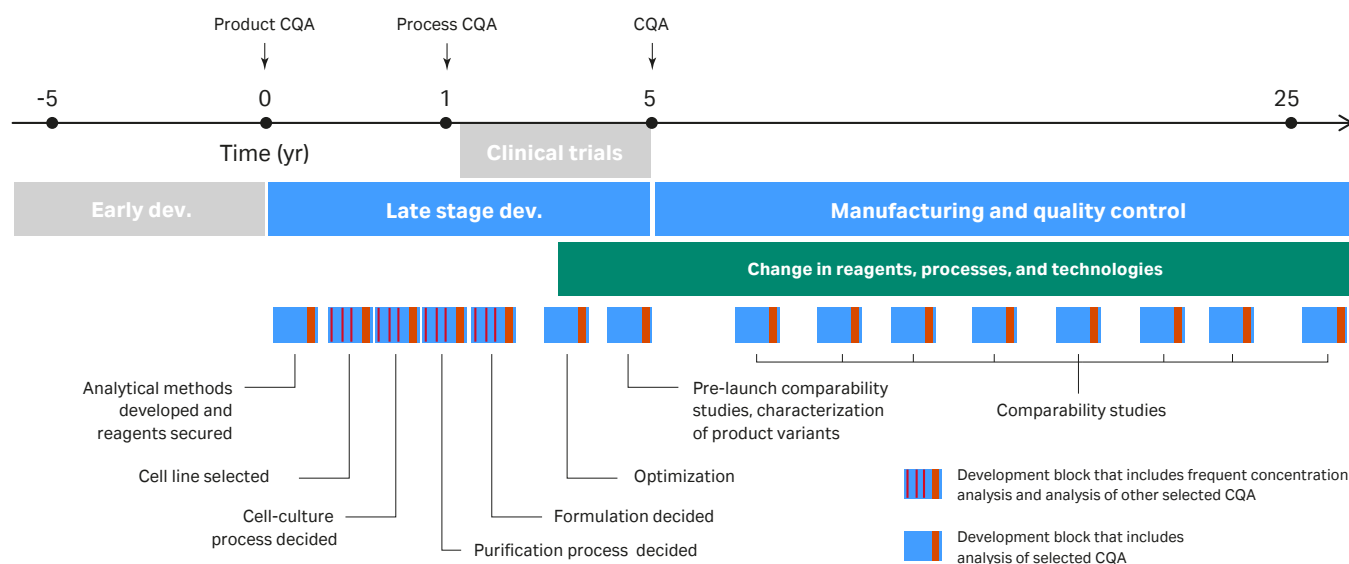 Product CQA
Process CQA
CQA
-5
0
1
5
25
Time (yr)
Clinical trials
Early dev.
Late stage dev.
Manufacturing and quality control
Change in reagents, processes, and technologies
Analytical methods
developed and
reagents secured
Pre-launch comparability
studies, characterization
of product variants
Comparability studies
Cell line selected
Optimization
Cell-culture
process decided
Formulation decided
Purification process decided
Development block that includes frequent concentration
analysis and analysis of other selected CQA
Development block that includes
analysis of selected CQA